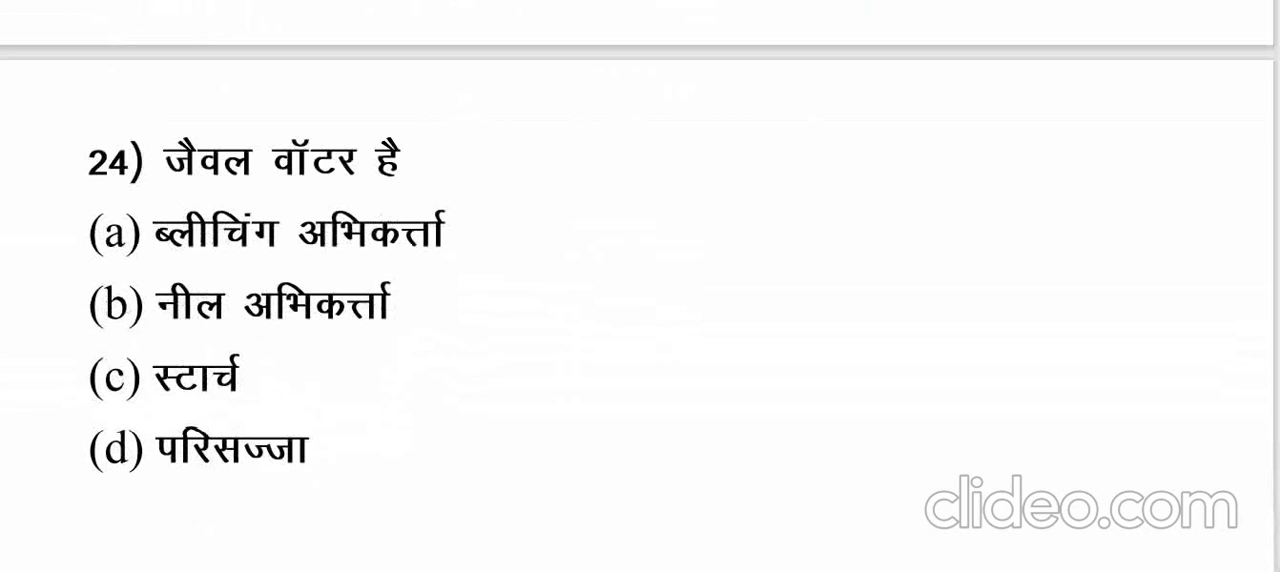 24) जैवल वॉटर है
(a) ब्लीचिंग अभिकर्त्ता
(b) नील अभिकर्त्ता
(c) स्टार्च
(d) परिसज्जा
clideo.com